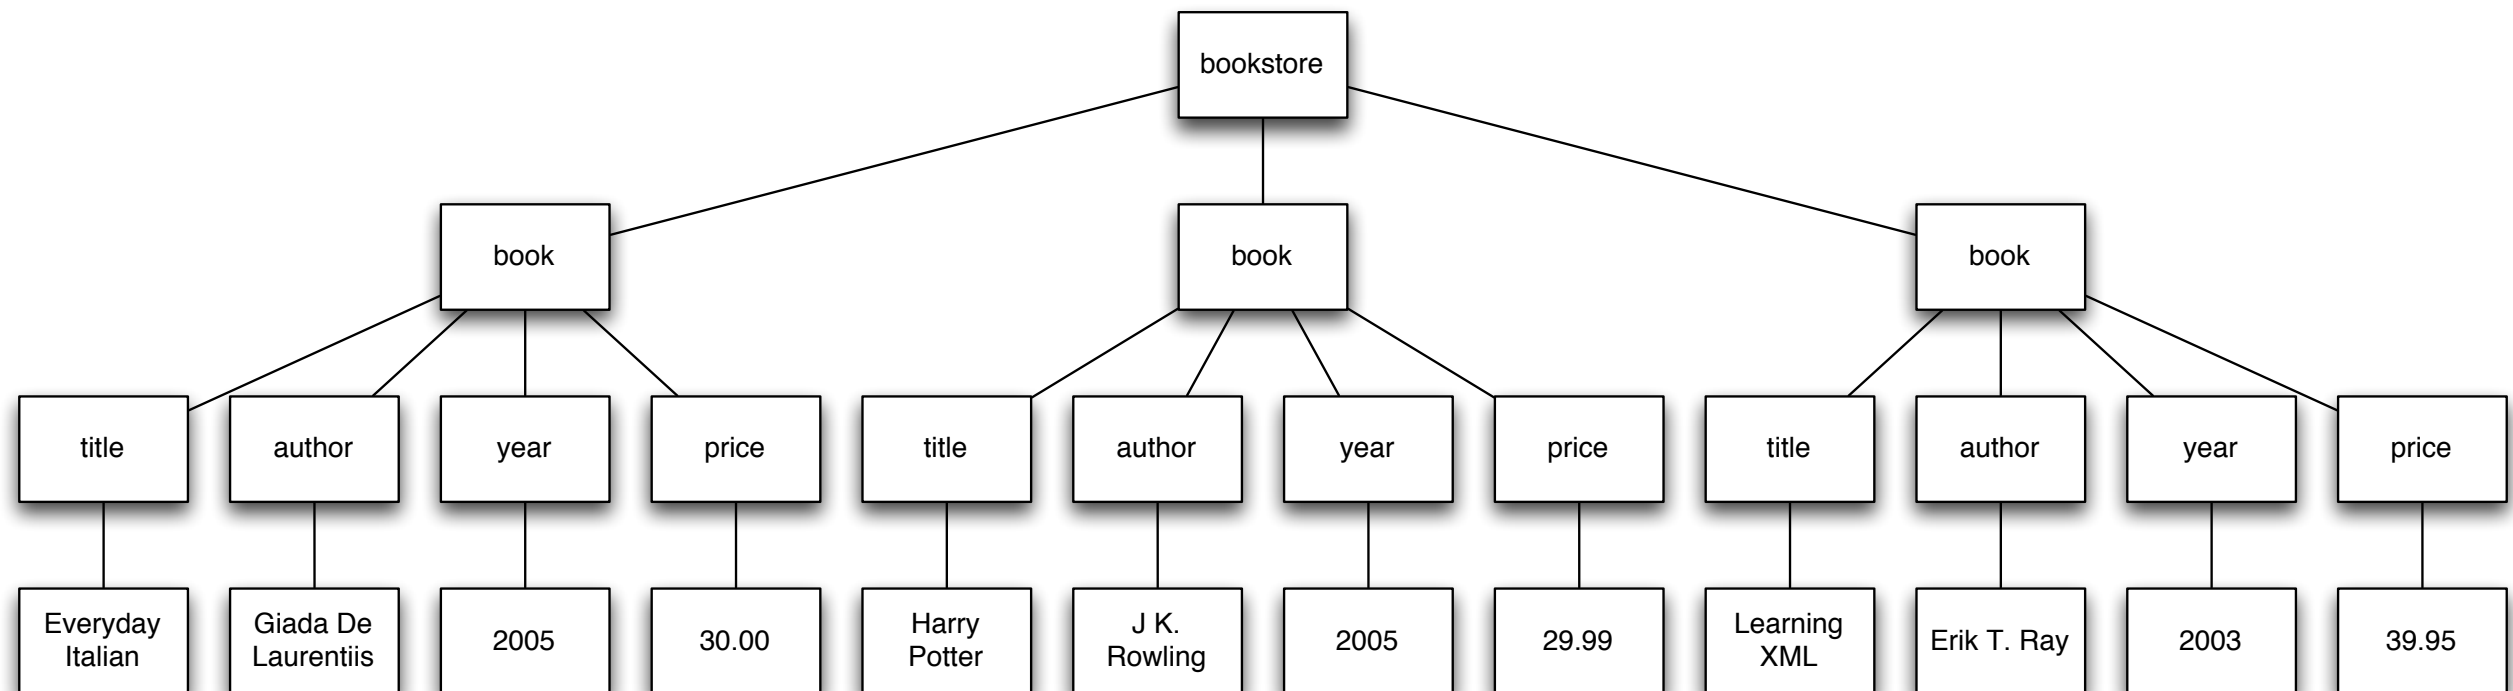 bookstore
book
book
book
title
author
year
price
title
author
year
price
title
author
year
price
Everyday
Italian
Giada De
Laurentiis
2005
30.00
Harry
Potter
J K.
Rowling
2005
29.99
Learning
XML
Erik T. Ray
2003
39.95